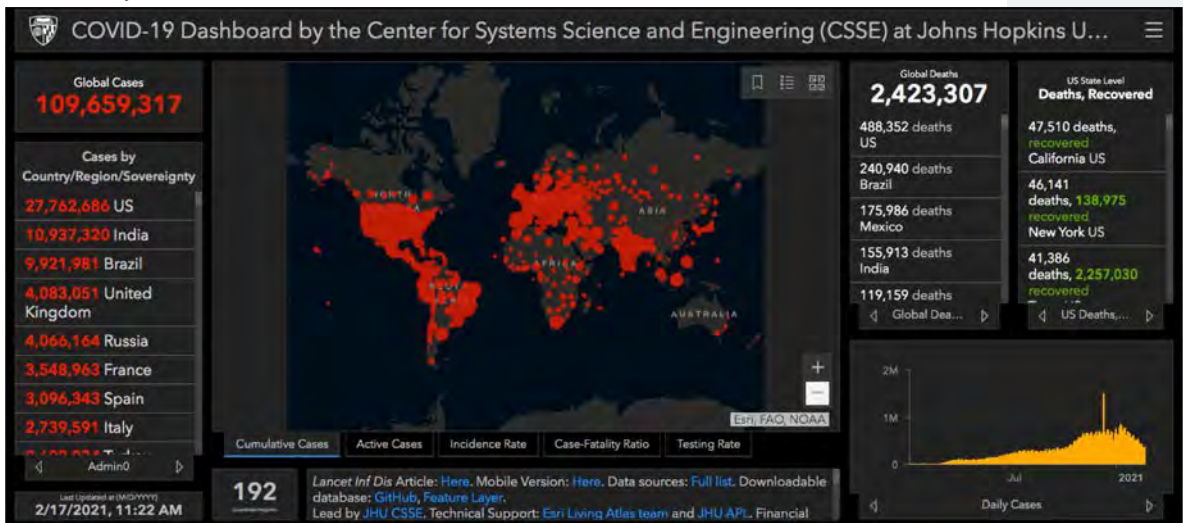 COVID-19 Dashboard by the Center for Systems Science and Engineering (CSSE) at Johns Hopkins U...
Global Cases
109,659,317
Cases by
Country/Region/Sovereignty
27,762,686 US
10,937,320 India
9,921,981 Brazil
4,083,051 United
Kingdom
4,066,164 Russia
3,548,963 France
3,096,343 Spain
2,739,591 Italy
Admin0
Last Updated at (M/D/YYYY)
2/17/2021, 11:22 AM
NORTH
ASIA
AFRICA
AUSTRALIA
Esri, FAO, NOAA
Cumulative Cases
Active Cases
Incidence Rate
Case-Fatality Ratio
Testing Rate
192
Lancet Inf Dis Article: Here. Mobile Version: Here. Data sources: Full list. Downloadable
database: GitHub, Feature Layer.
Lead by JHU CSSE. Technical Support: Esri Living Atlas team and JHU APL. Financial
Global Deaths
2,423,307
488,352 deaths
US
240,940 deaths
Brazil
175,986 deaths
Mexico
155,913 deaths
India
119,159 deaths
Global Dea...
US State Level
Deaths, Recovered
47,510 deaths,
recovered
California US
46,141
deaths, 138,975
recovered
New York US
41,386
deaths, 2,257,030
recovered
US Deaths,...
2M
1M
0
Jul
2021
Daily Cases